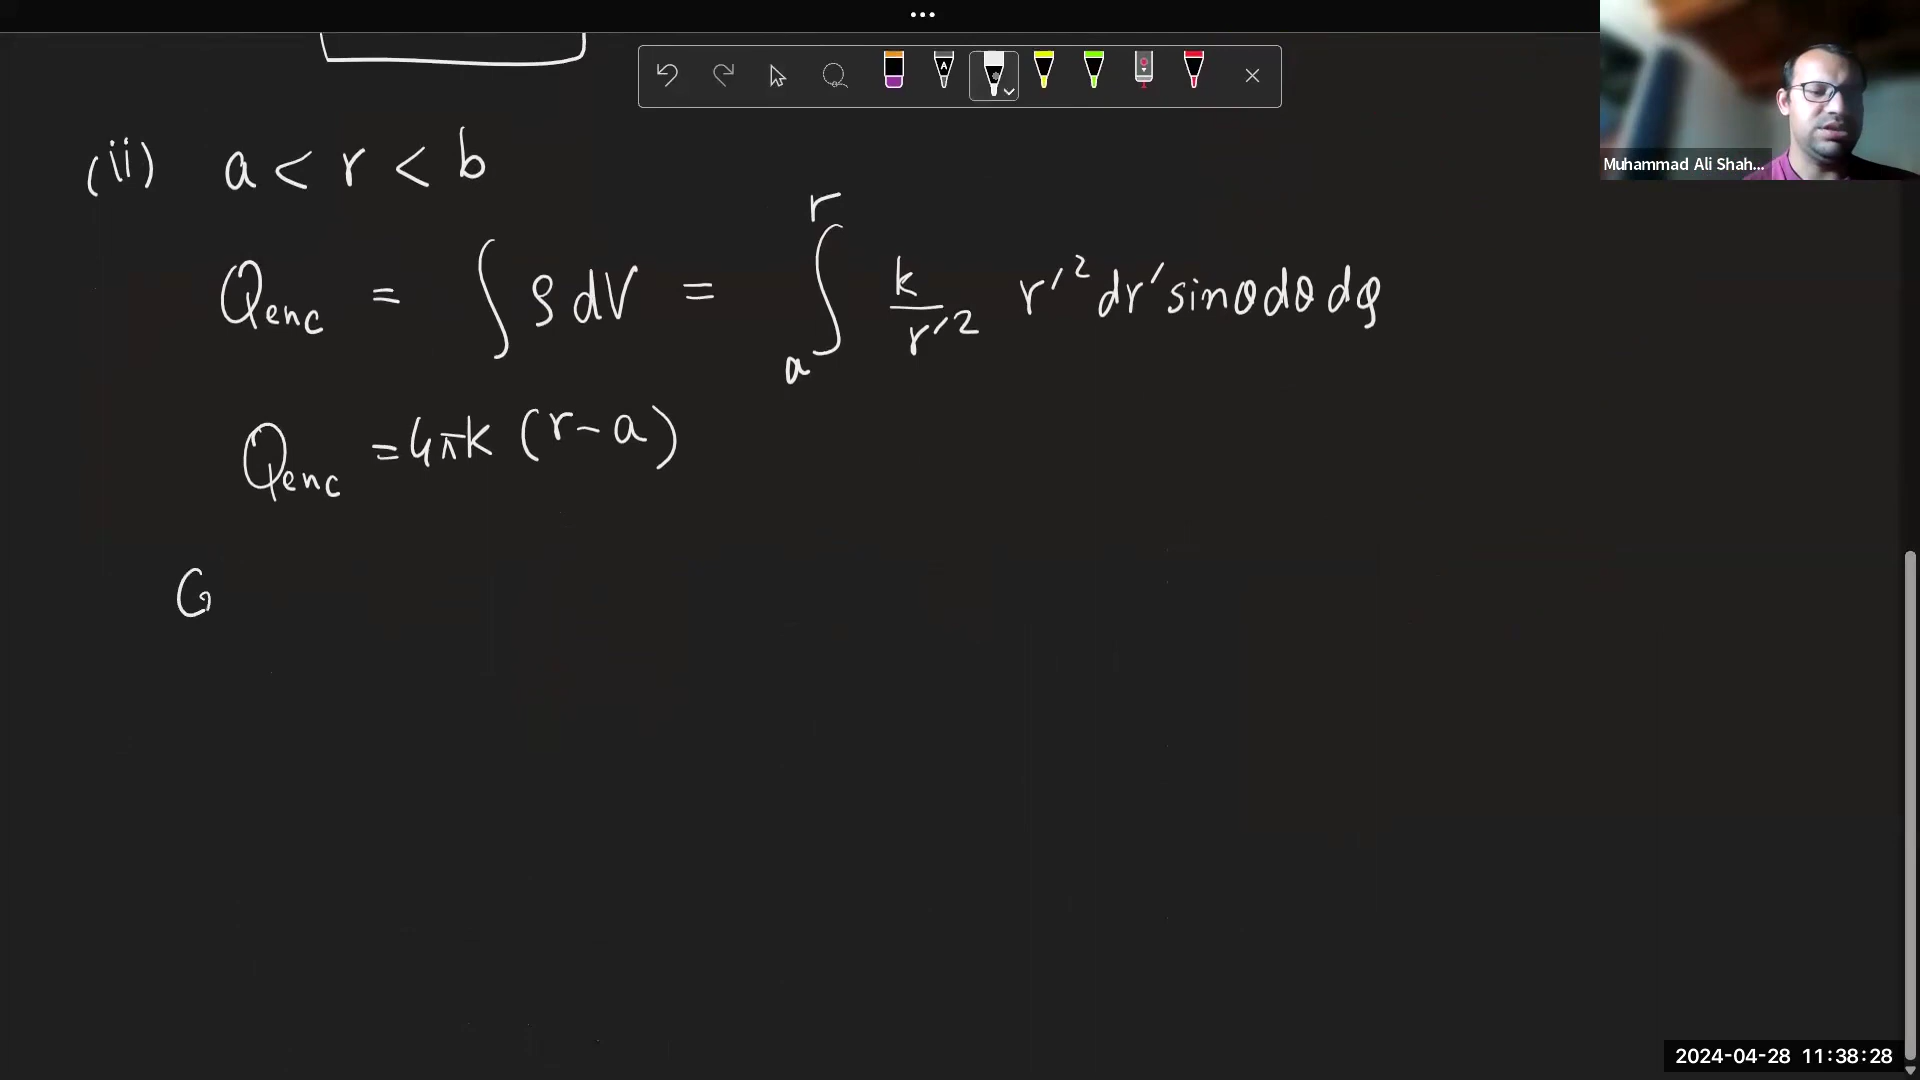 (ii) a < r < b
Qenc = ∫ ρ dV = ∫ₐʳ k/r′² r′² dr′ sinθ dθ dφ
Qenc = 4πk (r - a)
G
Muhammad Ali Shah...
2024-04-28 11:38:28